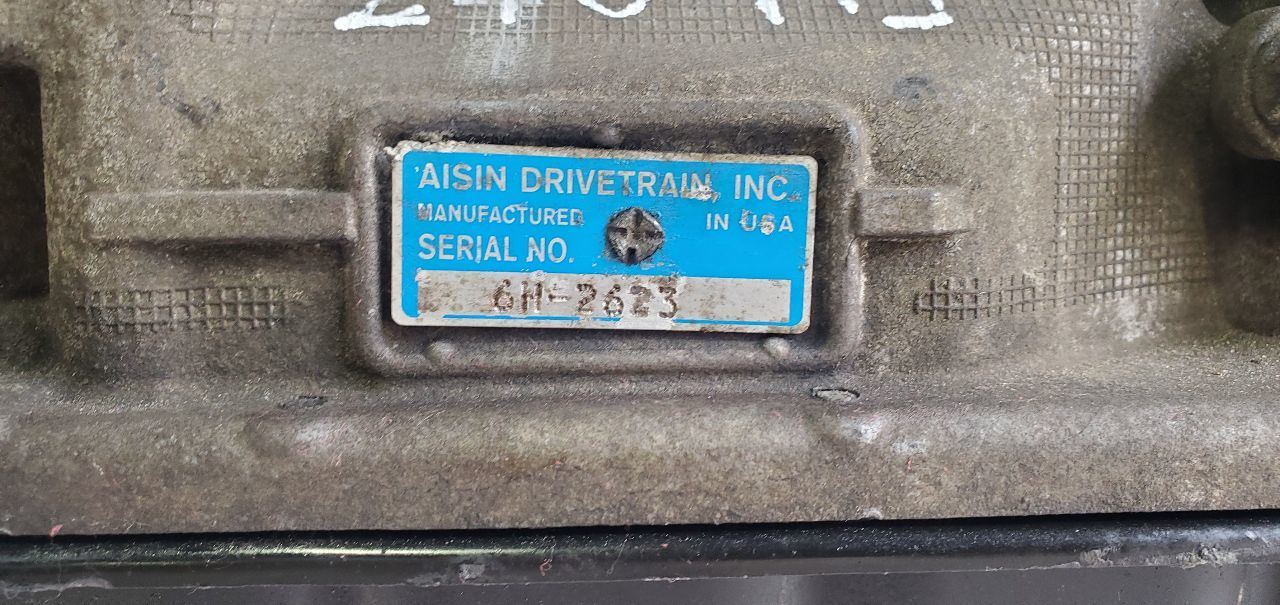 AISIN DRIVETRAIN, INC.
MANUFACTURED IN USA
SERIAL NO.
6H-2623